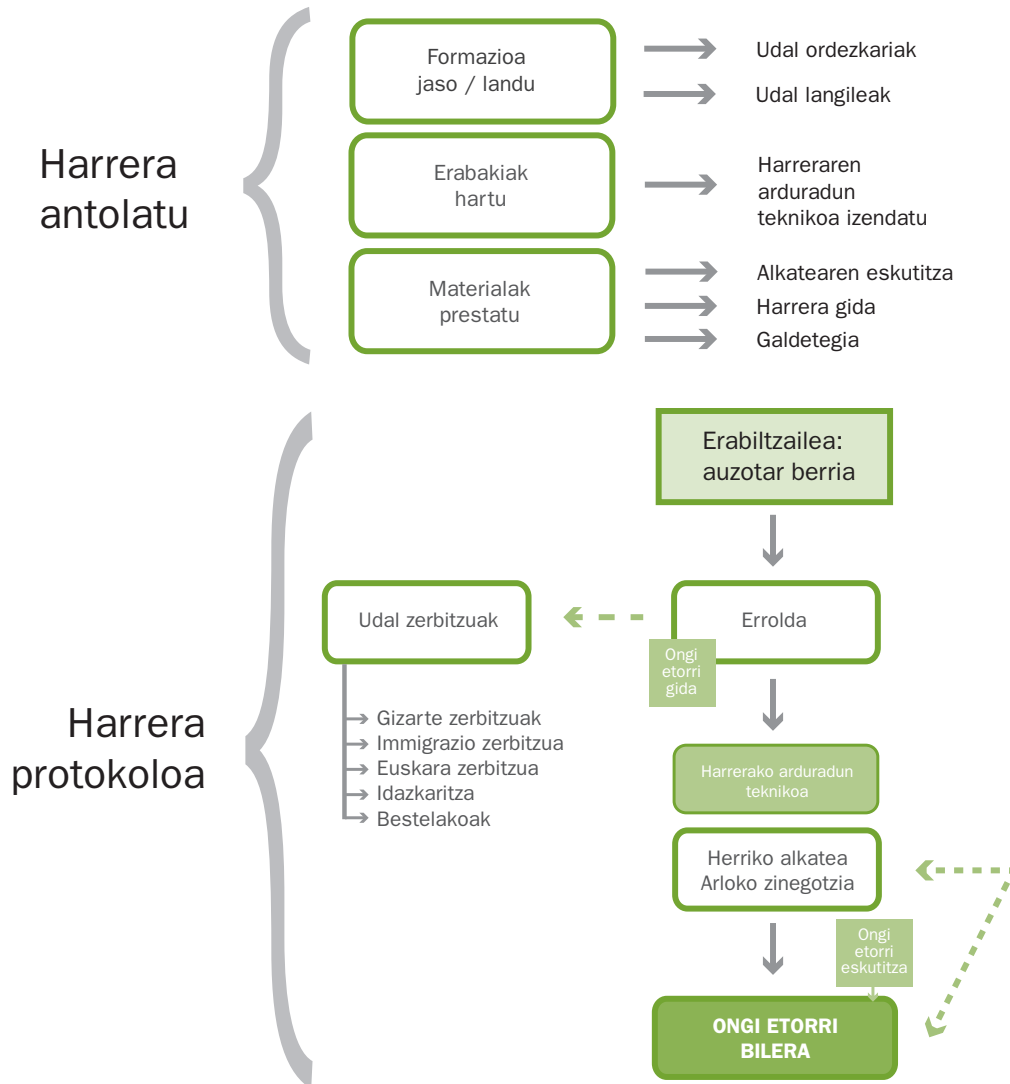 Harrera
antolatu
Formazioa
jaso / landu
Udal ordezkariak
Udal langileak
Erabakiak
hartu
Harreraren
arduradun
teknikoa izendatu
Materialak
prestatu
Alkatearen eskutitza
Harrera gida
Galdetegia
Harrera
protokoloa
Erabiltzailea:
auzotar berria
Udal zerbitzuak
Errolda
Ongi
etorri
gida
Gizarte zerbitzuak
Immigrazio zerbitzua
Euskara zerbitzua
Idazkaritza
Bestelakoak
Harrerako arduradun
teknikoa
Herriko alkatea
Arloko zinegotzia
Ongi
etorri
eskutitza
ONGI ETORRI
BILERA